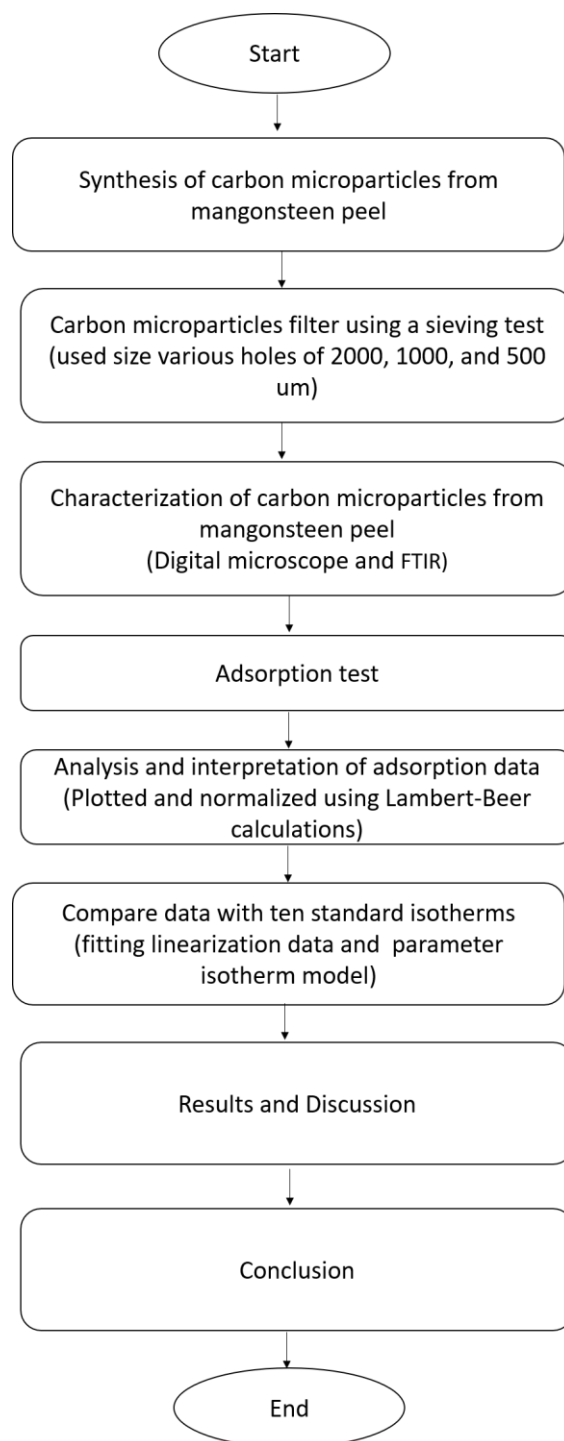 Start
Synthesis of carbon microparticles from
mangonsteen peel
Carbon microparticles filter using a sieving test
(used size various holes of 2000, 1000, and 500
um)
Characterization of carbon microparticles from
mangonsteen peel
(Digital microscope and FTIR)
Adsorption test
Analysis and interpretation of adsorption data
(Plotted and normalized using Lambert-Beer
calculations)
Compare data with ten standard isotherms
(fitting linearization data and parameter
isotherm model)
Results and Discussion
Conclusion
End